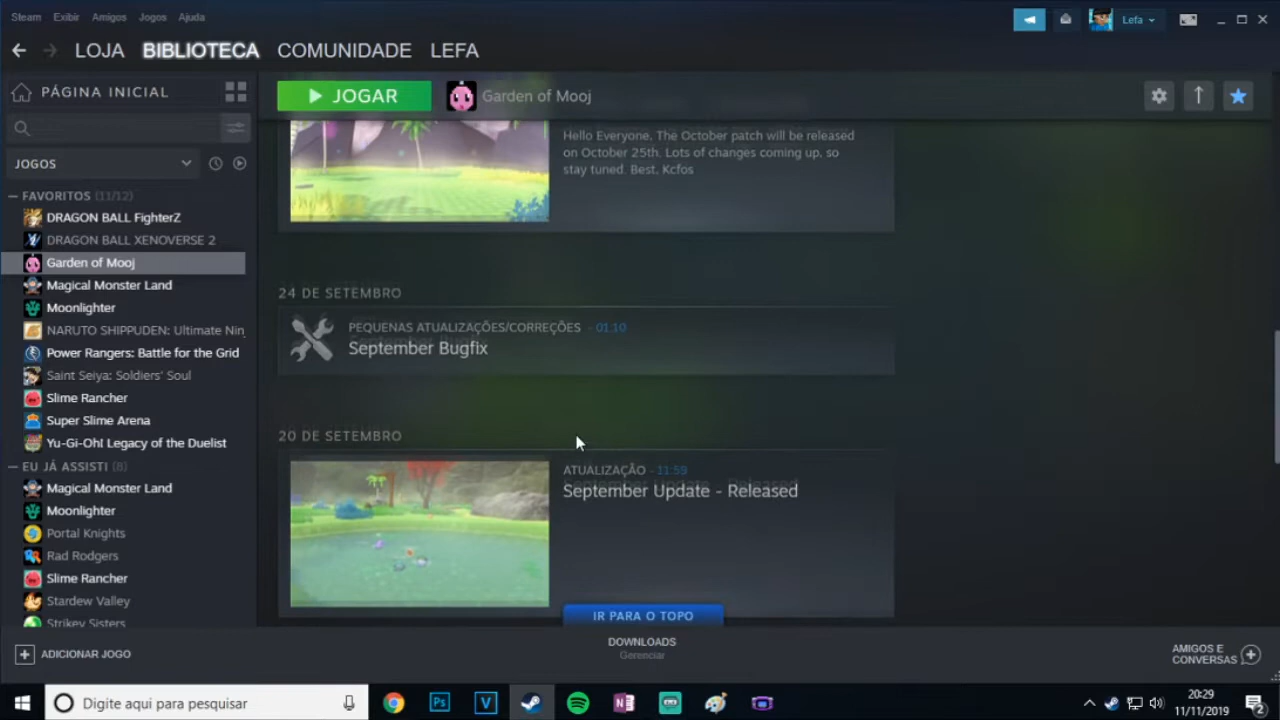 Steam Exibir Amigos Jogos Ajuda
Lefa
LOJA BIBLIOTECA COMUNIDADE LEFA
PÁGINA INICIAL
JOGAR Garden of Mooj
JOGOS
FAVORITOS (11/12)
DRAGON BALL FighterZ
DRAGON BALL XENOVERSE 2
Garden of Mooj
Magical Monster Land
Moonlighter
NARUTO SHIPPUDEN: Ultimate Nin
Power Rangers: Battle for the Grid
Saint Seiya: Soldiers' Soul
Slime Rancher
Super Slime Arena
Yu-Gi-Oh! Legacy of the Duelist
EU JÁ ASSISTI (8)
Magical Monster Land
Moonlighter
Portal Knights
Rad Rodgers
Slime Rancher
Stardew Valley
Strikey Sisters
Hello Everyone, The October patch will be released
on October 25th. Lots of changes coming up, so
stay tuned. Best, Kcfos
24 DE SETEMBRO
PEQUENAS ATUALIZAÇÕES/CORREÇÕES - 01:10
September Bugfix
20 DE SETEMBRO
ATUALIZAÇÃO - 11:59
September Update - Released
IR PARA O TOPO
ADICIONAR JOGO
DOWNLOADS
Gerenciar
AMIGOS E
CONVERSAS
Digite aqui para pesquisar
Ps
V
N
20:29
11/11/2019
2